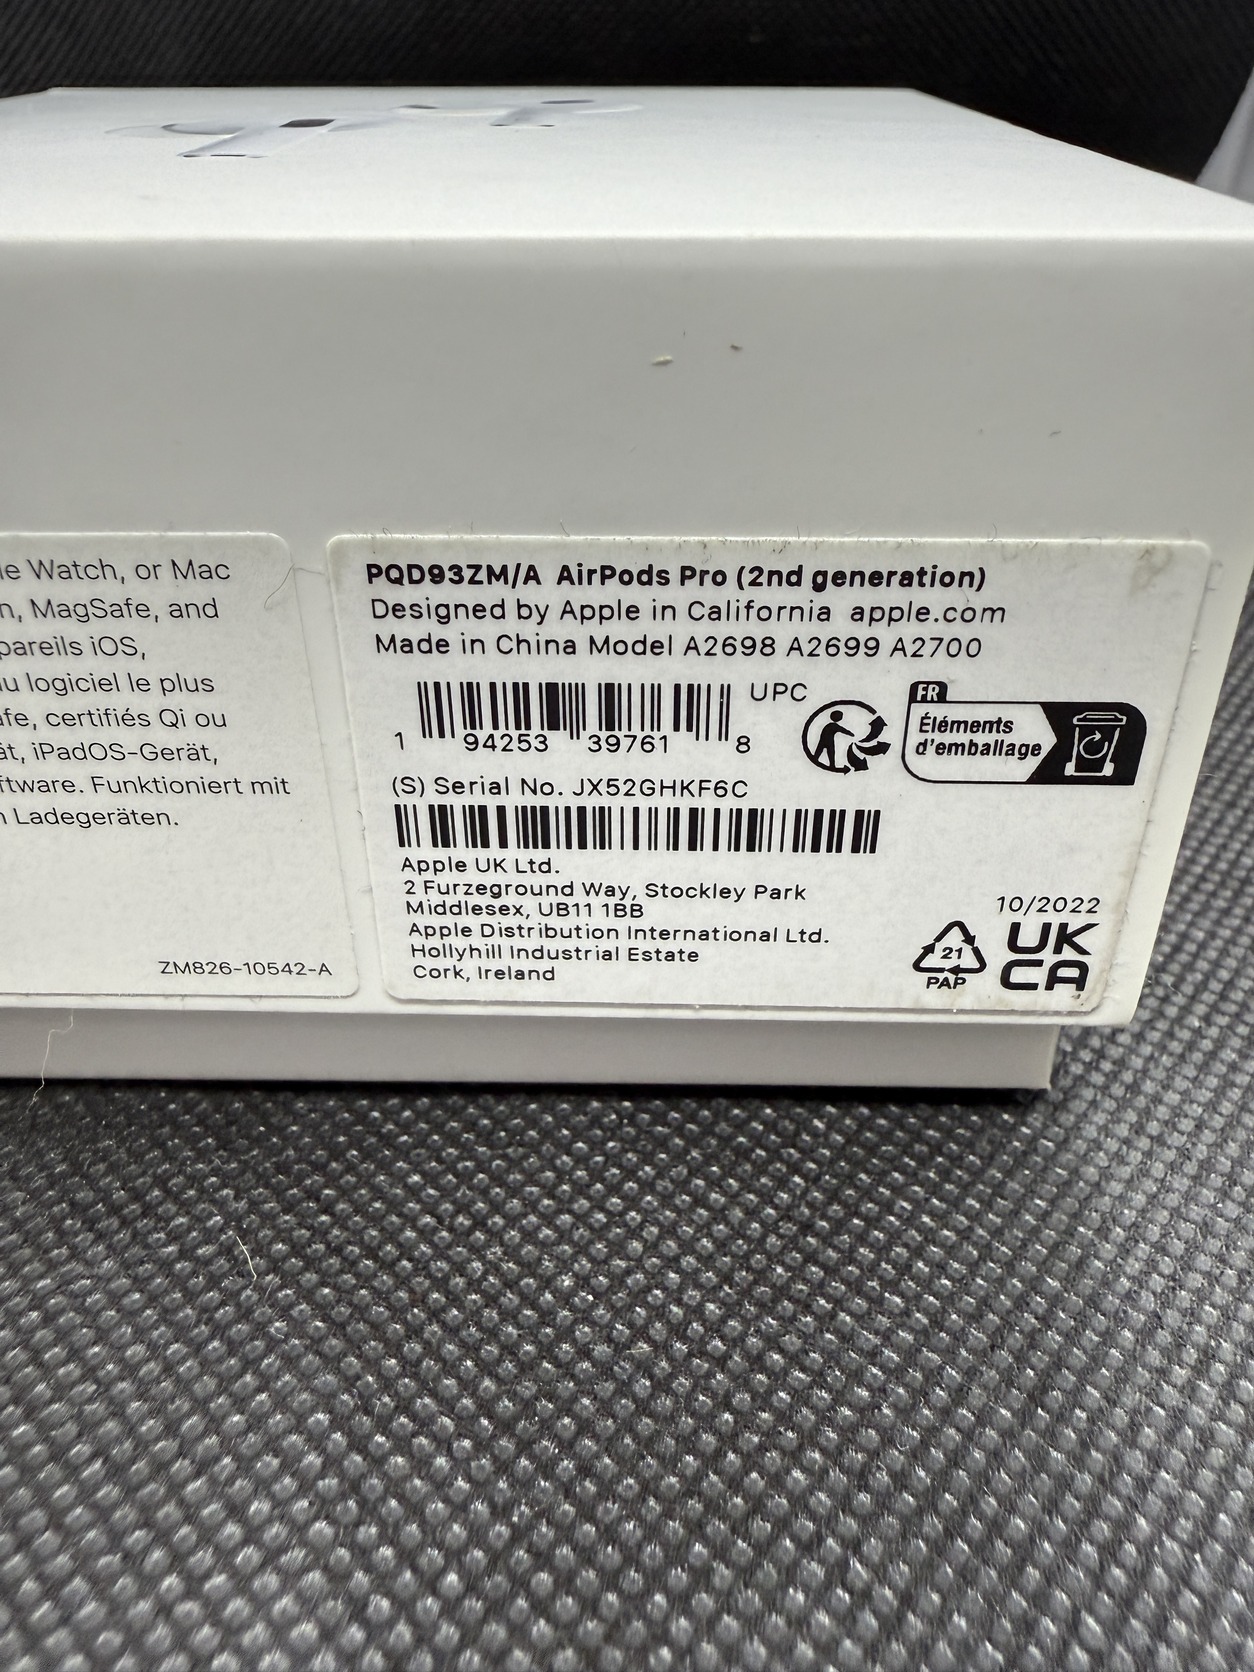 le Watch, or Mac
n, MagSafe, and
pareils iOS,
u logiciel le plus
afe, certifiés Qi ou
ät, iPadOS-Gerät,
ftware. Funktioniert mit
n Ladegeräten.
ZM826-10542-A
PQD93ZM/A AirPods Pro (2nd generation)
Designed by Apple in California apple.com
Made in China Model A2698 A2699 A2700
UPC
1 94253 39761 8
FR
Éléments
d'emballage
(S) Serial No. JX52GHKF6C
Apple UK Ltd.
2 Furzeground Way, Stockley Park
Middlesex, UB11 1BB
Apple Distribution International Ltd.
Hollyhill Industrial Estate
Cork, Ireland
10/2022
21
PAP
UK
CA